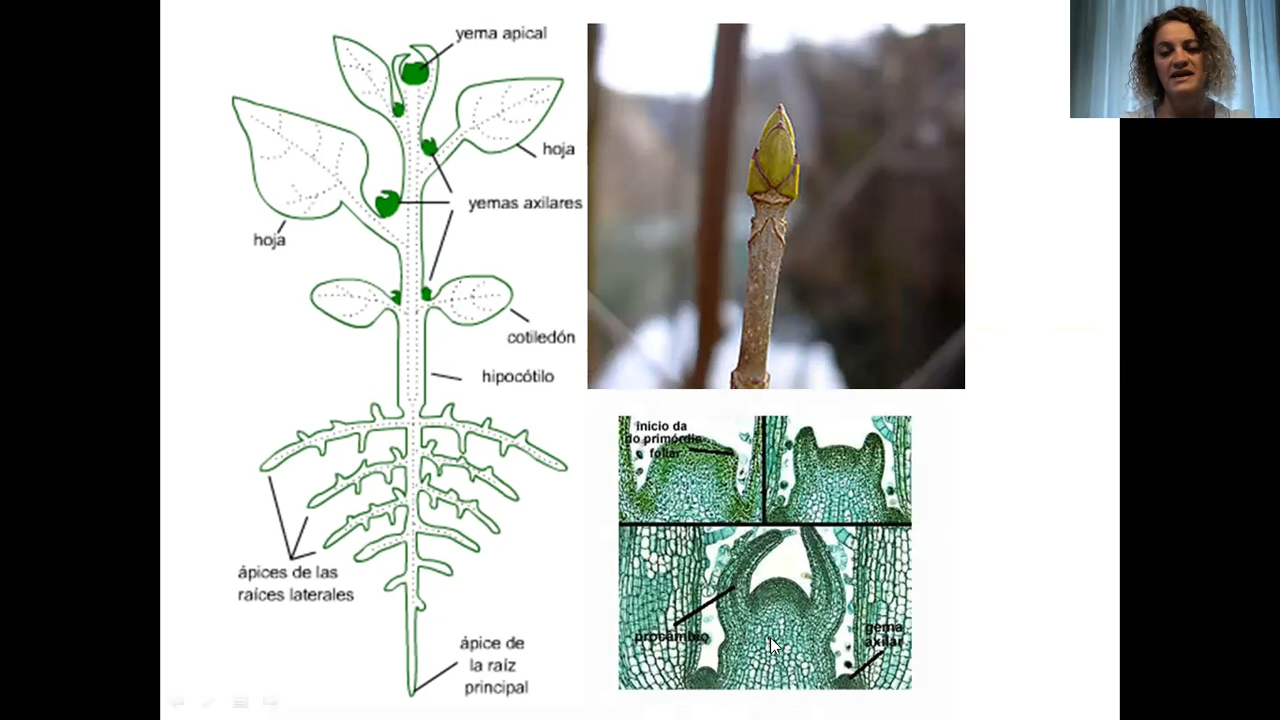 yema apical
hoja
yemas axilares
hoja
cotiledón
hipocótilo
ápices de las
raíces laterales
ápice de
la raíz
principal
início da
do primórdio
foliar
procâmbio
gema
axilar